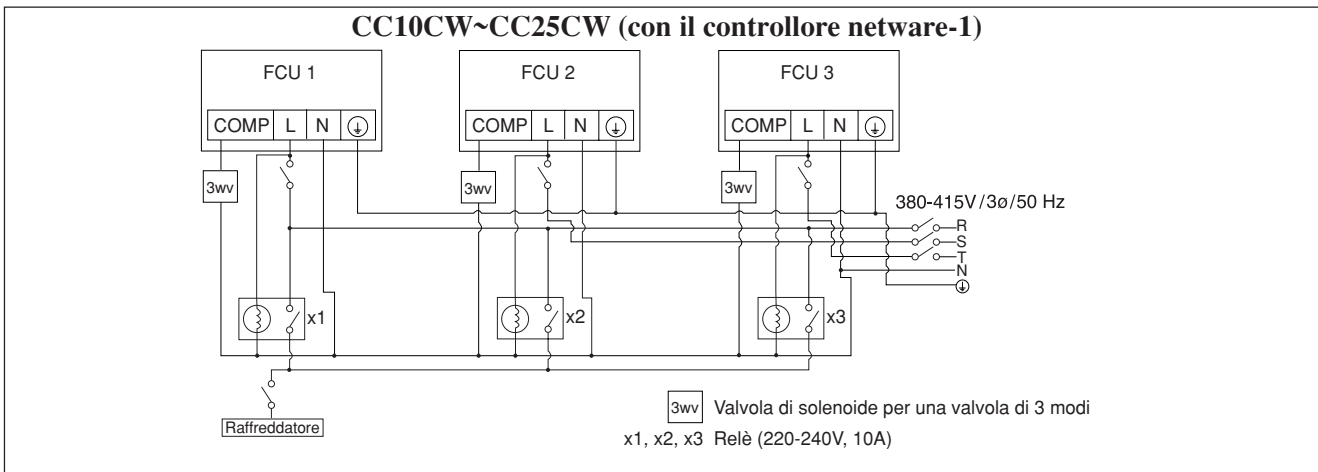 CC10CW~CC25CW (con il controllore netware-1)
FCU 1 FCU 2 FCU 3
COMP L N ⏚ COMP L N ⏚ COMP L N ⏚
3wv 3wv 3wv
380-415V/3ø/50 Hz
R
S
T
N
⏚
x1 x2 x3
Raffreddatore
3wv Valvola di solenoide per una valvola di 3 modi
x1, x2, x3 Relè (220-240V, 10A)